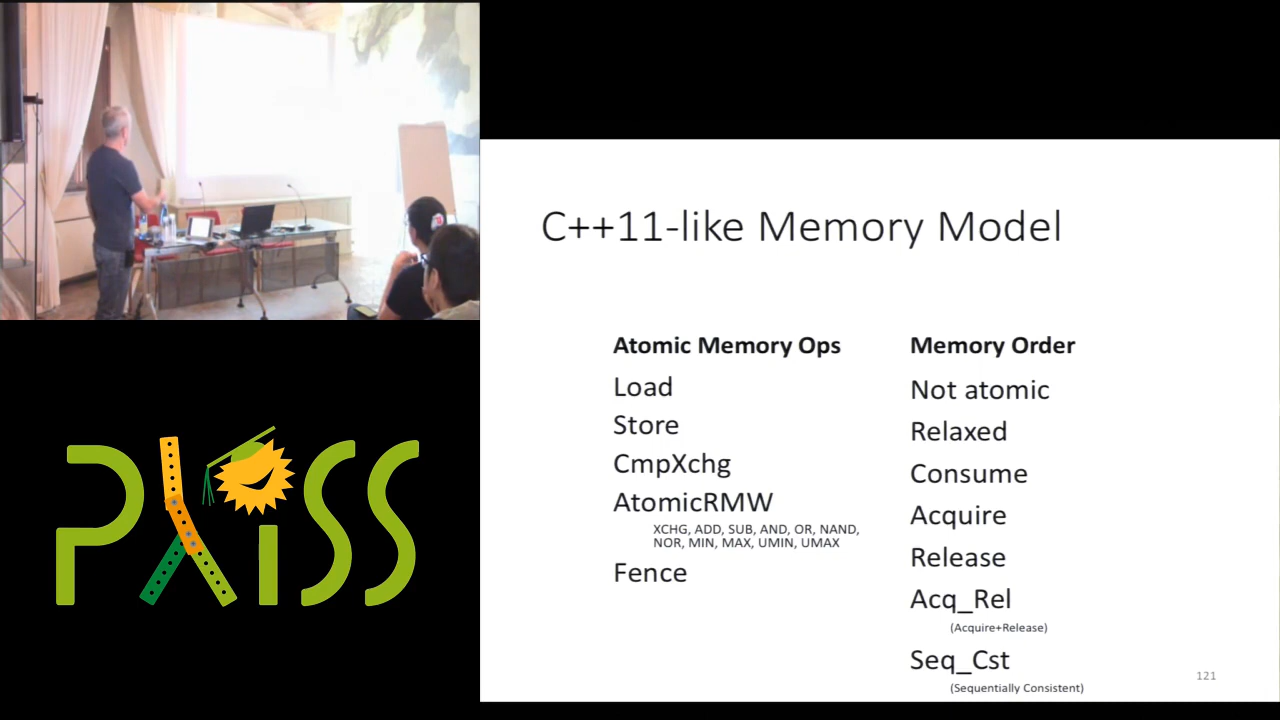 C++11-like Memory Model
Atomic Memory Ops
Load
Store
CmpXchg
AtomicRMW
XCHG, ADD, SUB, AND, OR, NAND,
NOR, MIN, MAX, UMIN, UMAX
Fence
Memory Order
Not atomic
Relaxed
Consume
Acquire
Release
Acq_Rel
(Acquire+Release)
Seq_Cst
(Sequentially Consistent)
121
PLISS